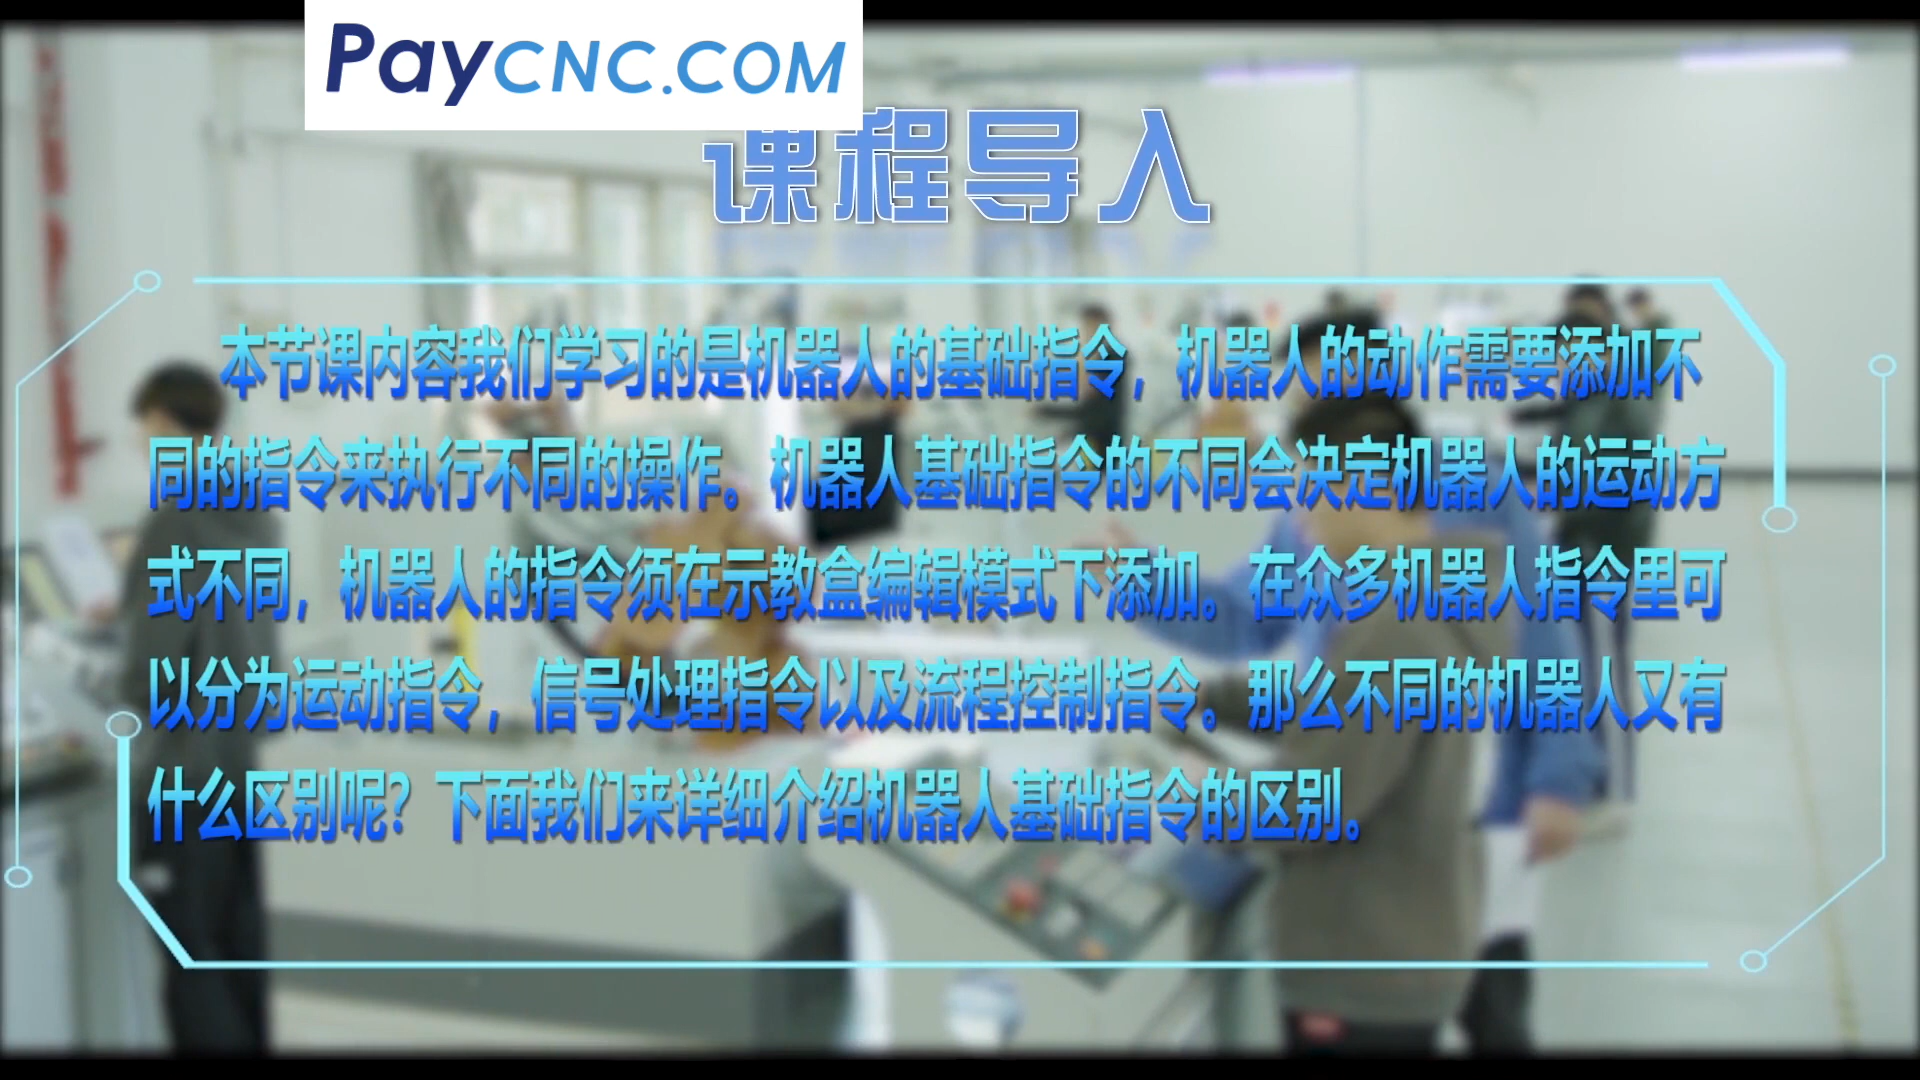 PayCNC.COM
课程导入
本节课内容我们学习的是机器人的基础指令，机器人的动作需要添加不
同的指令来执行不同的操作。机器人基础指令的不同会决定机器人的运动方
式不同，机器人的指令须在示教盒编辑模式下添加。在众多机器人指令里可
以分为运动指令，信号处理指令以及流程控制指令。那么不同的机器人又有
什么区别呢？下面我们来详细介绍机器人基础指令的区别。